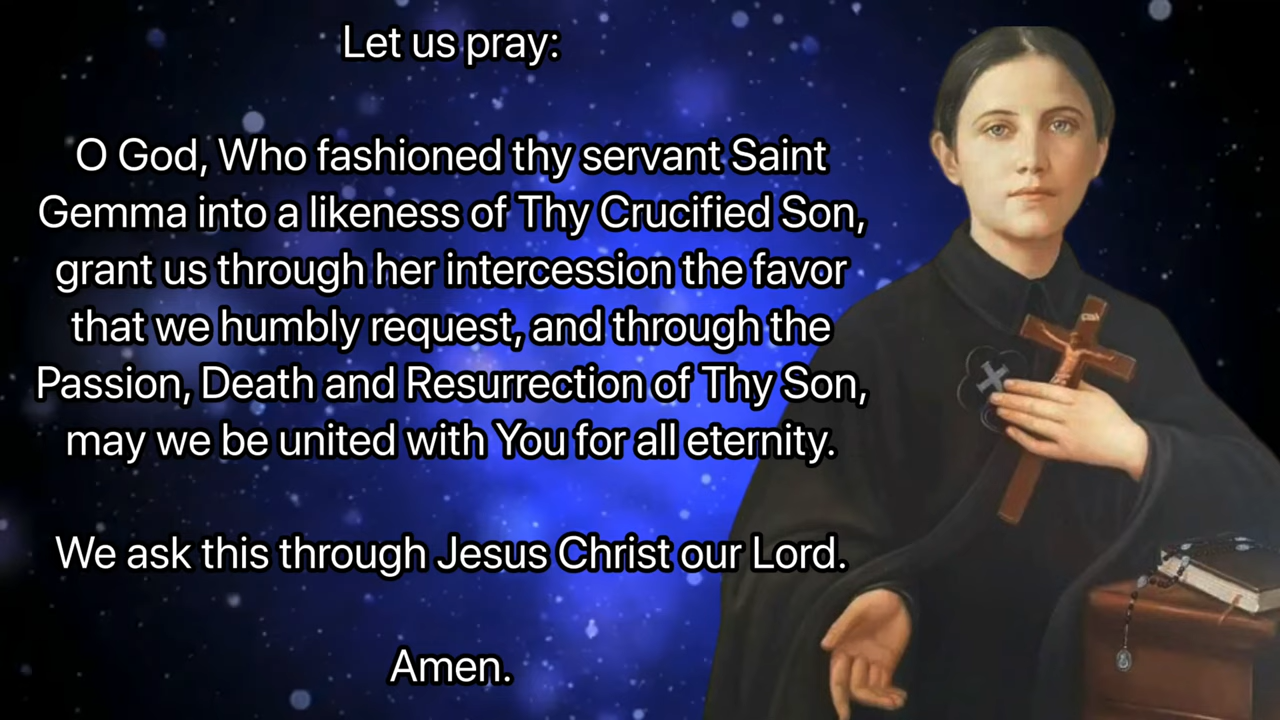 Let us pray:
O God, Who fashioned thy servant Saint
Gemma into a likeness of Thy Crucified Son,
grant us through her intercession the favor
that we humbly request, and through the
Passion, Death and Resurrection of Thy Son,
may we be united with You for all eternity.
We ask this through Jesus Christ our Lord.
Amen.